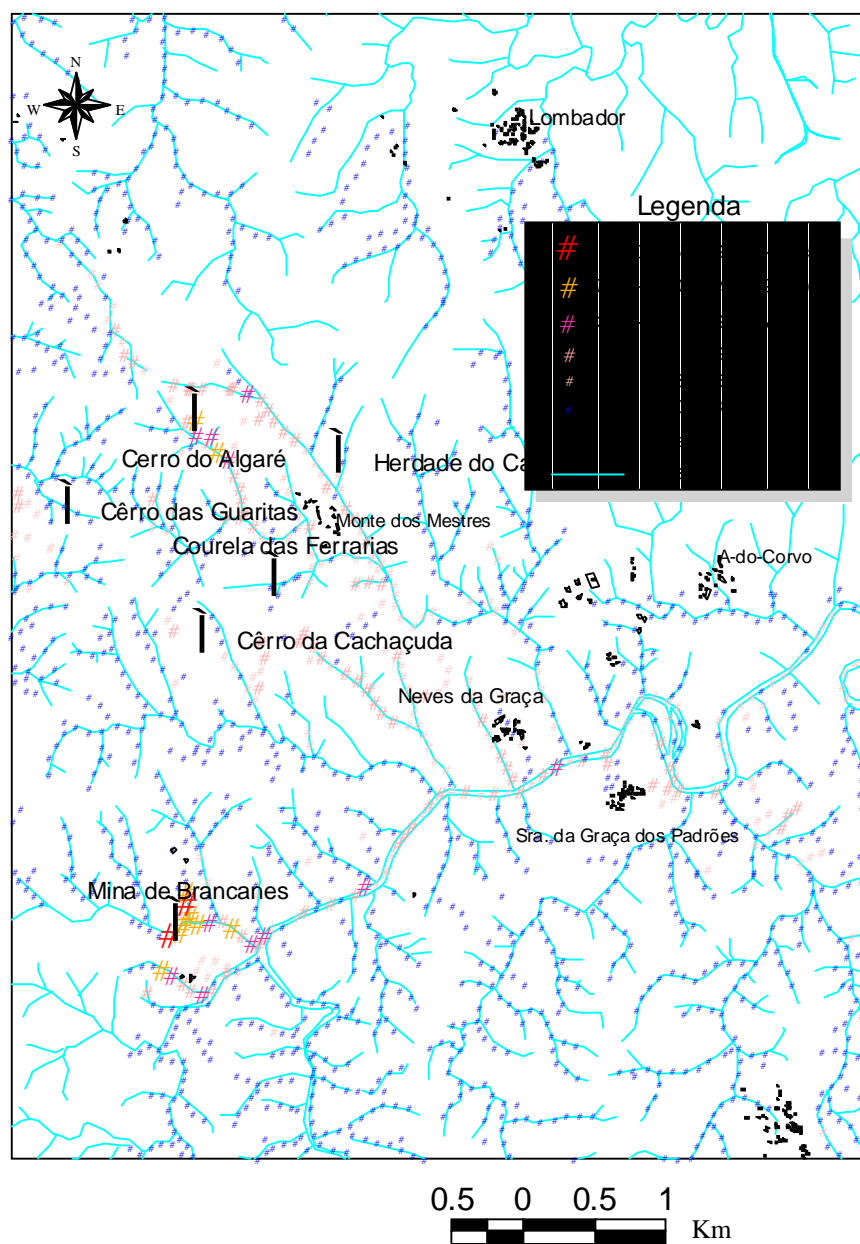 N
W E
S
Lombador
Legenda
#
#
#
#
#
#
Cerro do Algaré
Herdade do Ca
Cêrro das Guaritas
Monte dos Mestres
Courela das Ferrarias
A-do-Corvo
Cêrro da Cachaçuda
Neves da Graça
Sra. da Graça dos Padrões
Mina de Brancanes
0.5 0 0.5 1
Km